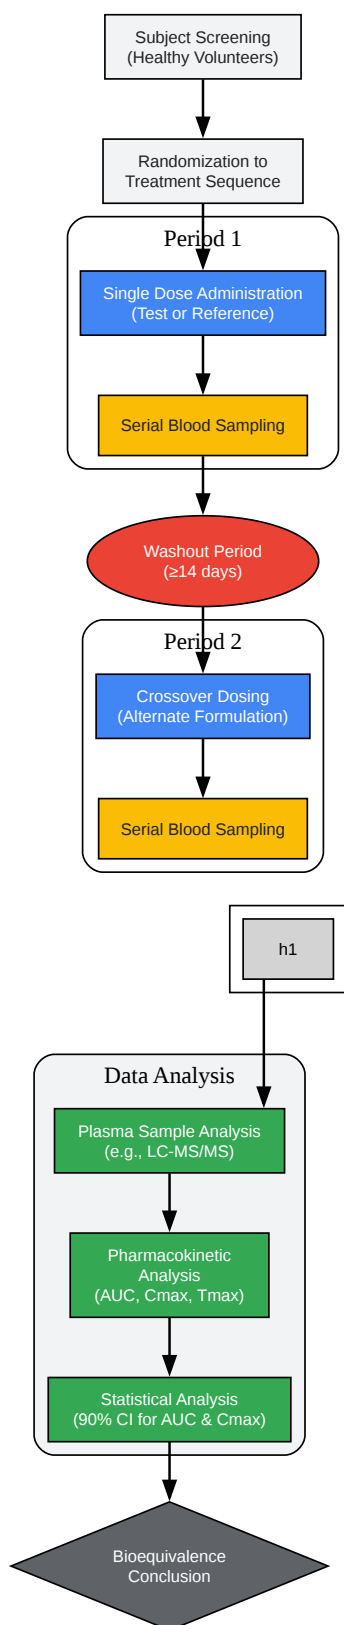 Subject Screening
(Healthy Volunteers)
Randomization to
Treatment Sequence
Period 1
Single Dose Administration
(Test or Reference)
Serial Blood Sampling
Washout Period
(≥14 days)
Period 2
Crossover Dosing
(Alternate Formulation)
Serial Blood Sampling
h1
Data Analysis
Plasma Sample Analysis
(e.g., LC-MS/MS)
Pharmacokinetic
Analysis
(AUC, Cmax, Tmax)
Statistical Analysis
(90% CI for AUC & Cmax)
Bioequivalence
Conclusion